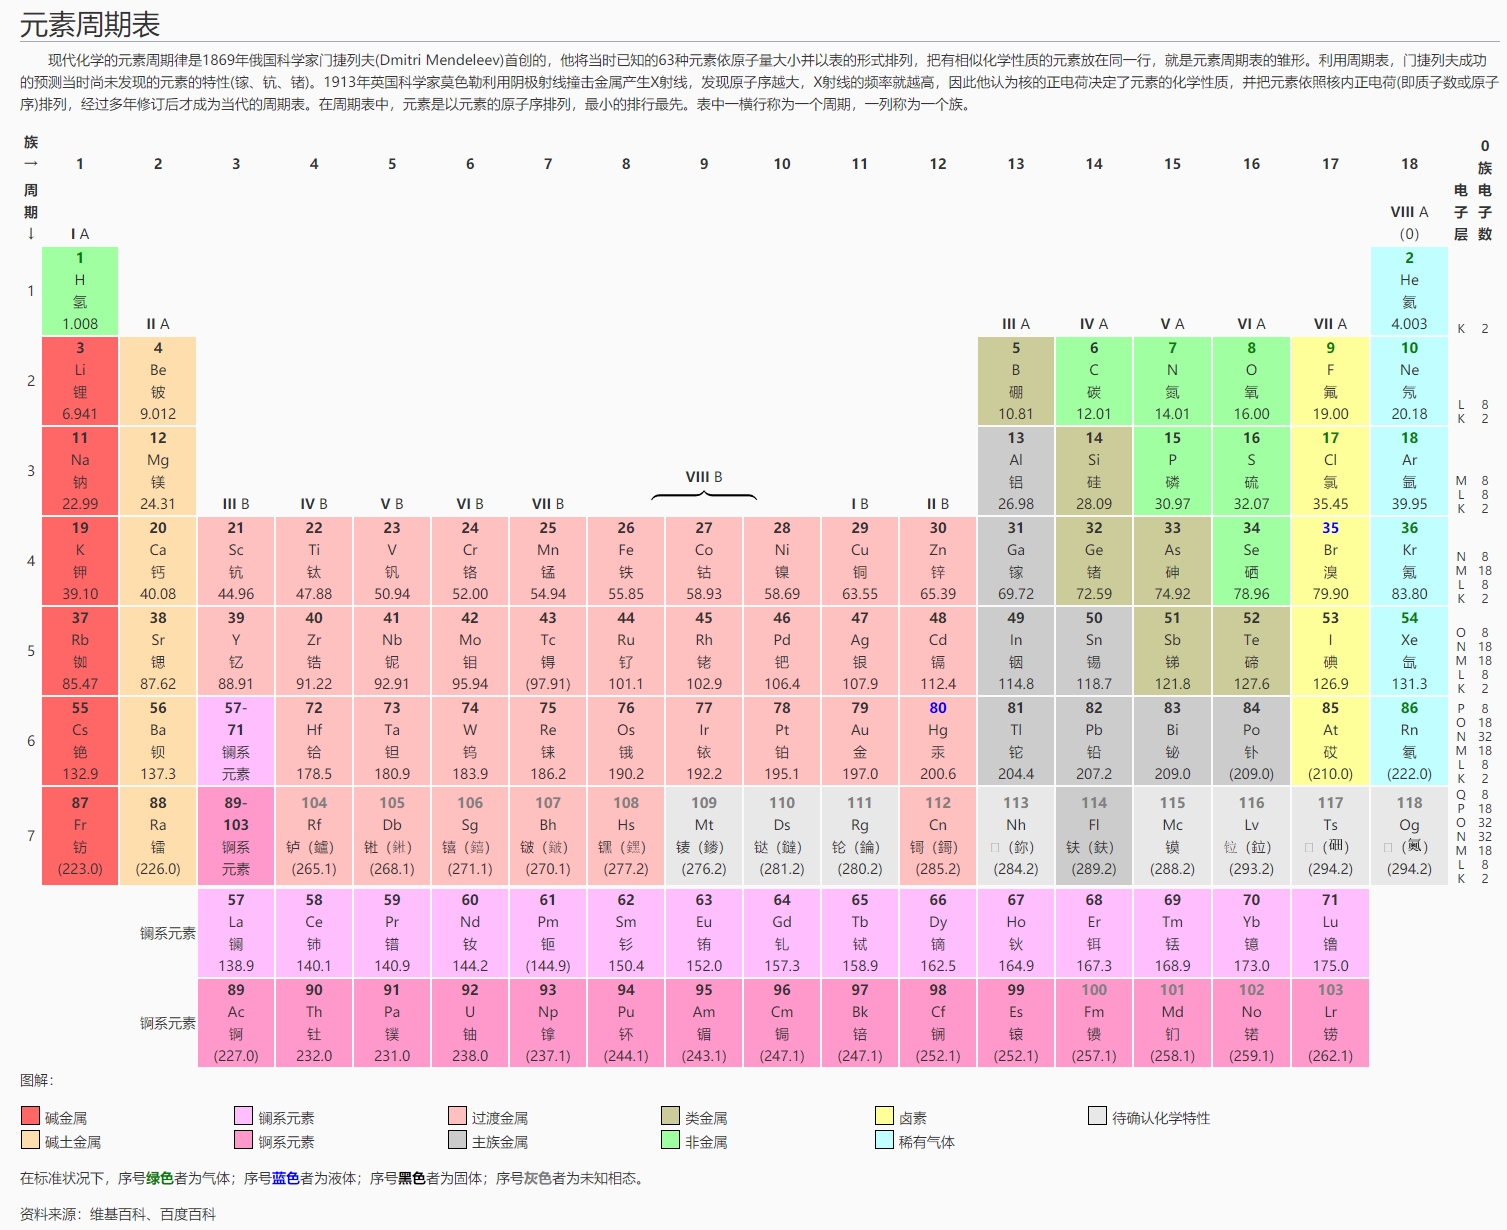 元素周期表
现代化学的元素周期律是1869年俄国科学家门捷列夫(Dmitri Mendeleev)首创的，他将当时已知的63种元素依原子量大小并以表的形式排列，把有相似化学性质的元素放在同一行，就是元素周期表的雏形。利用周期表，门捷列夫成功
的预测当时尚未发现的元素的特性(镓、钪、锗)。1913年英国科学家莫色勒利用阴极射线撞击金属产生X射线，发现原子序越大，X射线的频率就越高，因此他认为核的正电荷决定了元素的化学性质，并把元素依照核内正电荷(即质子数或原子
序)排列，经过多年修订后才成为当代的周期表。在周期表中，元素是以元素的原子序排列，最小的排行最先。表中一横行称为一个周期，一列称为一个族。
族→ 周期↓ 1 2 3 4 5 6 7 8 9 10 11 12 13 14 15 16 17 18 电子层 0族电子数
I A VIII A (0)
1 2
H He
1 氢 氦
1.008 II A III A IV A V A VI A VII A 4.003 K 2
3 4 5 6 7 8 9 10
Li Be B C N O F Ne
2 锂 铍 硼 碳 氮 氧 氟 氖 L 8
6.941 9.012 10.81 12.01 14.01 16.00 19.00 20.18 K 2
11 12 13 14 15 16 17 18
Na Mg Al Si P S Cl Ar
3 钠 镁 VIII B 铝 硅 磷 硫 氯 氩 M 8 L 8
22.99 24.31 III B IV B V B VI B VII B I B II B 26.98 28.09 30.97 32.07 35.45 39.95 K 2
19 20 21 22 23 24 25 26 27 28 29 30 31 32 33 34 35 36
K Ca Sc Ti V Cr Mn Fe Co Ni Cu Zn Ga Ge As Se Br Kr
4 钾 钙 钪 钛 钒 铬 锰 铁 钴 镍 铜 锌 镓 锗 砷 硒 溴 氪 N 8 M 18 L 8
39.10 40.08 44.96 47.88 50.94 52.00 54.94 55.85 58.93 58.69 63.55 65.39 69.72 72.59 74.92 78.96 79.90 83.80 K 2
37 38 39 40 41 42 43 44 45 46 47 48 49 50 51 52 53 54
Rb Sr Y Zr Nb Mo Tc Ru Rh Pd Ag Cd In Sn Sb Te I Xe
5 铷 锶 钇 锆 铌 钼 锝 钌 铑 钯 银 镉 铟 锡 锑 碲 碘 氙 O 8 N 18 M 18 L 8
85.47 87.62 88.91 91.22 92.91 95.94 (97.91) 101.1 102.9 106.4 107.9 112.4 114.8 118.7 121.8 127.6 126.9 131.3 K 2
55 56 57- 72 73 74 75 76 77 78 79 80 81 82 83 84 85 86
Cs Ba 71 Hf Ta W Re Os Ir Pt Au Hg Tl Pb Bi Po At Rn
6 铯 钡 镧系 铪 钽 钨 铼 锇 铱 铂 金 汞 铊 铅 铋 钋 砹 氡 P 8 O 18 N 32 M 18 L 8
132.9 137.3 元素 178.5 180.9 183.9 186.2 190.2 192.2 195.1 197.0 200.6 204.4 207.2 209.0 (209.0) (210.0) (222.0) K 2
87 88 89- 104 105 106 107 108 109 110 111 112 113 114 115 116 117 118
Fr Ra 103 Rf Db Sg Bh Hs Mt Ds Rg Cn Nh Fl Mc Lv Ts Og
7 钫 镭 锕系 𬬻（鑪） 𬭊（𨧀） 𬭳（𨭎） 𬭛（𨨏） 𬭶（𨭆） 鿏（䥑） 𫟼（鐽） 𬬭（錀） 鿔（鎶） （鉨） 𫓧（鈇） 镆 𫟷（鉝） Q 8 P 18 O 32 N 32 M 18 L 8
(223.0) (226.0) 元素 (265.1) (268.1) (271.1) (270.1) (277.2) (276.2) (281.2) (280.2) (285.2) (284.2) (289.2) (288.2) (293.2) (294.2) (294.2) K 2
57 58 59 60 61 62 63 64 65 66 67 68 69 70 71
La Ce Pr Nd Pm Sm Eu Gd Tb Dy Ho Er Tm Yb Lu
镧系元素 镧 铈 镨 钕 钷 钐 铕 钆 铽 镝 钬 铒 铥 镱 镥
138.9 140.1 140.9 144.2 (144.9) 150.4 152.0 157.3 158.9 162.5 164.9 167.3 168.9 173.0 175.0
89 90 91 92 93 94 95 96 97 98 99 100 101 102 103
Ac Th Pa U Np Pu Am Cm Bk Cf Es Fm Md No Lr
锕系元素 锕 钍 镤 铀 镎 钚 镅 锔 锫 锎 锿 镄 钔 锘 铹
(227.0) 232.0 231.0 238.0 (237.1) (244.1) (243.1) (247.1) (247.1) (252.1) (252.1) (257.1) (258.1) (259.1) (262.1)
图解：
碱金属 镧系元素 过渡金属 类金属 卤素 待确认化学特性
碱土金属 锕系元素 主族金属 非金属 稀有气体
在标准状况下，序号绿色者为气体；序号蓝色者为液体；序号黑色者为固体；序号灰色者为未知相态。
资料来源：维基百科、百度百科